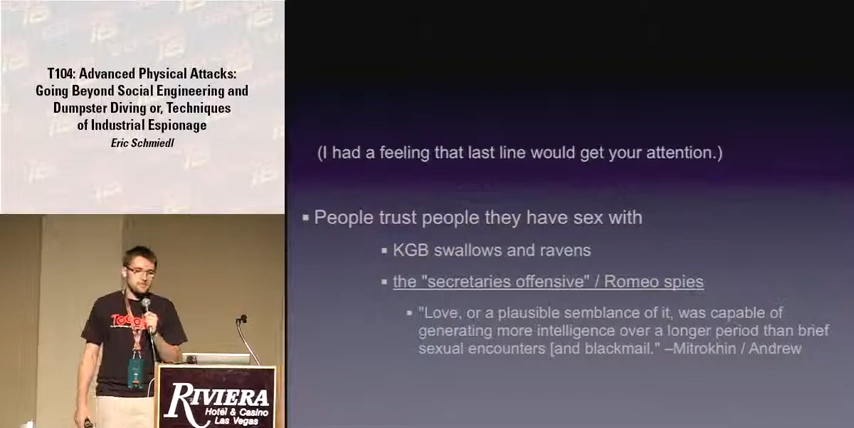 T104: Advanced Physical Attacks:
Going Beyond Social Engineering and
Dumpster Diving or, Techniques
of Industrial Espionage
Eric Schmiedl
(I had a feeling that last line would get your attention.)
▪ People trust people they have sex with
▪ KGB swallows and ravens
▪ the "secretaries offensive" / Romeo spies
▪ "Love, or a plausible semblance of it, was capable of
generating more intelligence over a longer period than brief
sexual encounters [and blackmail." –Mitrokhin / Andrew
RIVIERA
Hotel & Casino
Las Vegas